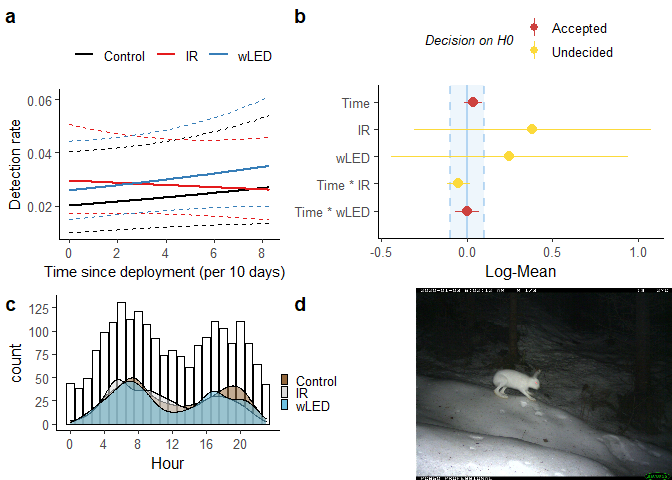 a
Control IR wLED
Detection rate
0.06
0.04
0.02
0 2 4 6 8
Time since deployment (per 10 days)
b
Decision on H0
Accepted
Undecided
Time
IR
wLED
Time * IR
Time * wLED
-0.5 0.0 0.5 1.0
Log-Mean
c
count
125
100
75
50
25
0
0 4 8 12 16 20
Hour
Control
IR
wLED
d